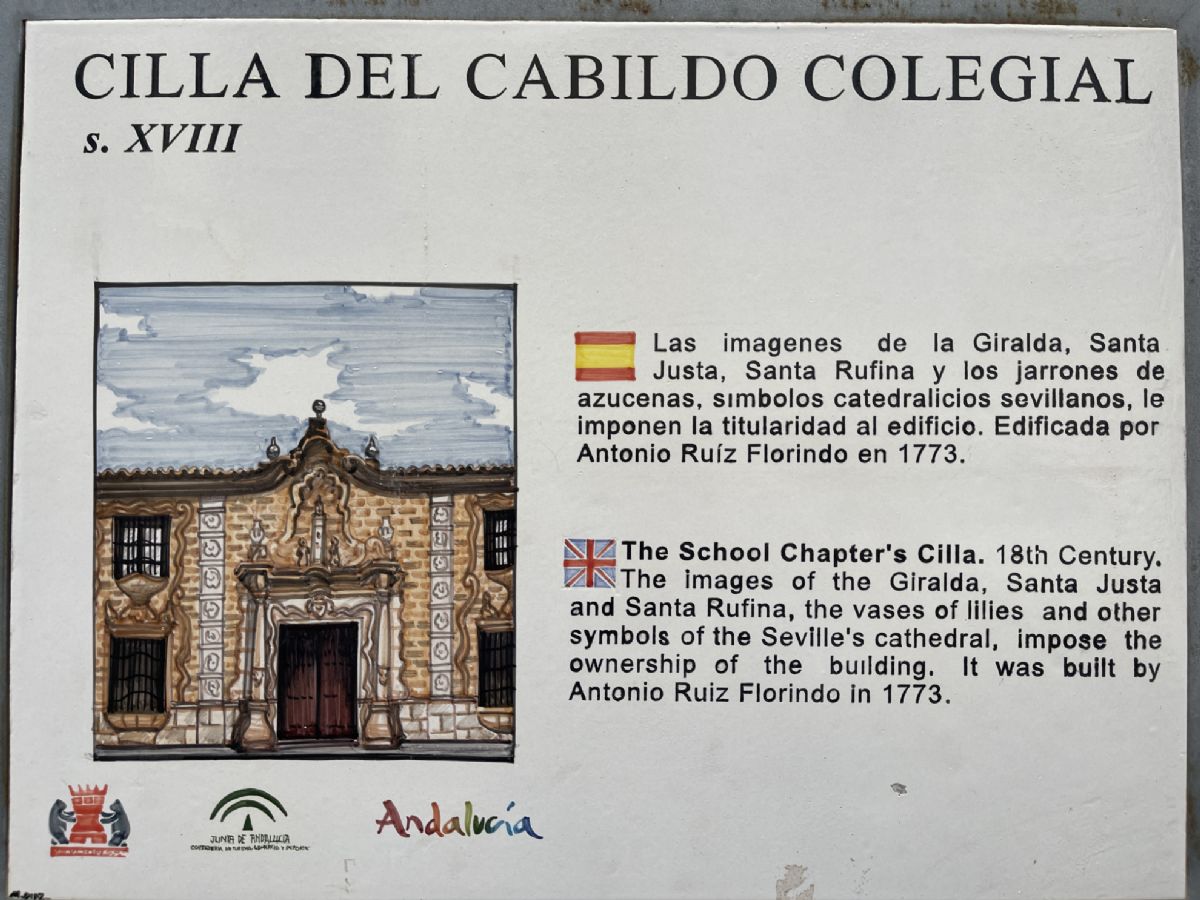 CILLA DEL CABILDO COLEGIAL
s. XVIII
Las imagenes de la Giralda, Santa
Justa, Santa Rufina y los jarrones de
azucenas, sımbolos catedralicios sevillanos, le
imponen la titularidad al edificio. Edificada por
Antonio Ruíz Florindo en 1773.
The School Chapter's Cilla. 18th Century.
The images of the Giralda, Santa Justa
and Santa Rufina, the vases of lilies and other
symbols of the Seville's cathedral, impose the
ownership of the building. It was built by
Antonio Ruiz Florindo in 1773.
JUNTA DE ANDALUCIA
Andalucía